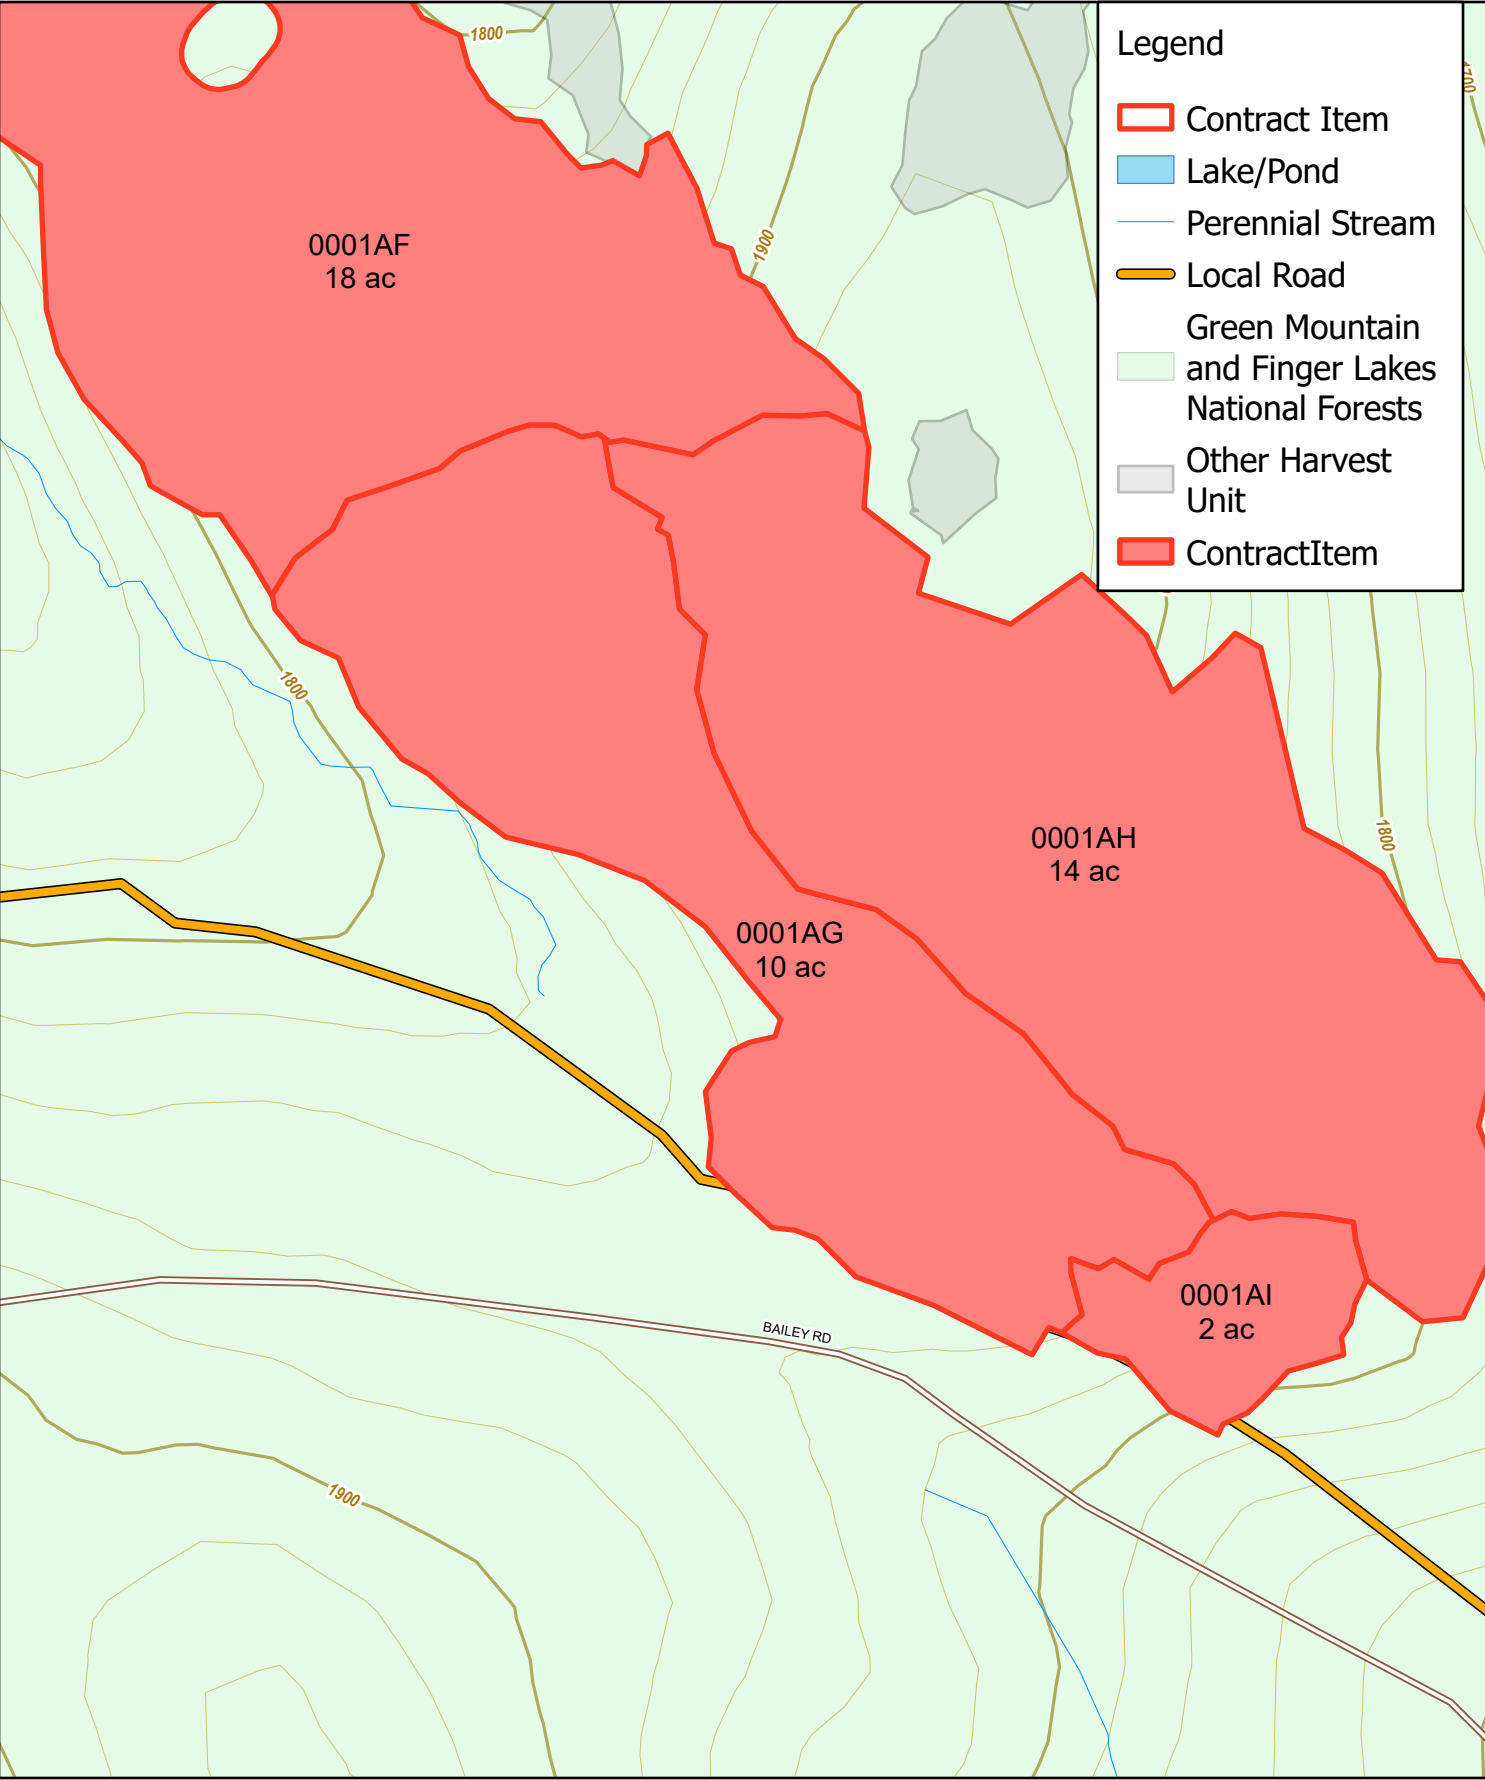 1800
Legend
1700
Contract Item
Lake/Pond
Perennial Stream
1900
0001AF
18 ac
Local Road
Green Mountain
and Finger Lakes
National Forests
Other Harvest
Unit
ContractItem
1800
0001AH
14 ac
1800
0001AG
10 ac
0001AI
2 ac
BAILEY RD
1900